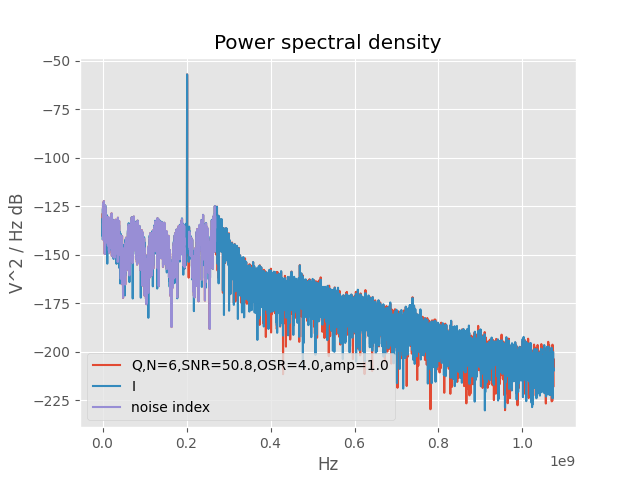 Power spectral density
V^2 / Hz dB
−50
−75
−100
−125
−150
−175
−200
−225
Q,N=6,SNR=50.8,OSR=4.0,amp=1.0
I
noise index
0.0 0.2 0.4 0.6 0.8 1.0
1e9
Hz